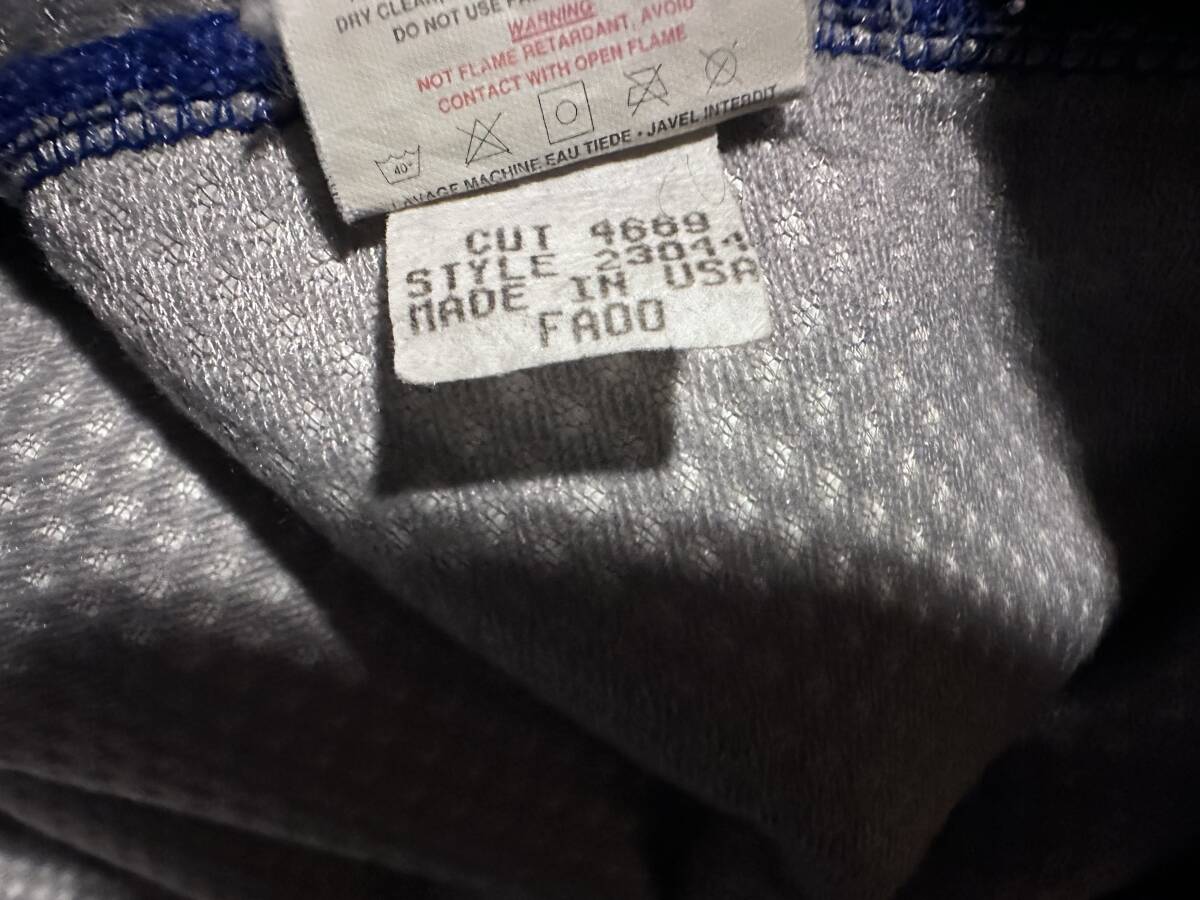 DRY CLEAN,
DO NOT USE
WARNING
NOT FLAME RETARDANT, AVOID
CONTACT WITH OPEN FLAME
40°
LAVAGE MACHINE EAU TIEDE • JAVEL INTERDIT
CUT 4669
STYLE 23044
MADE IN USA
FA00